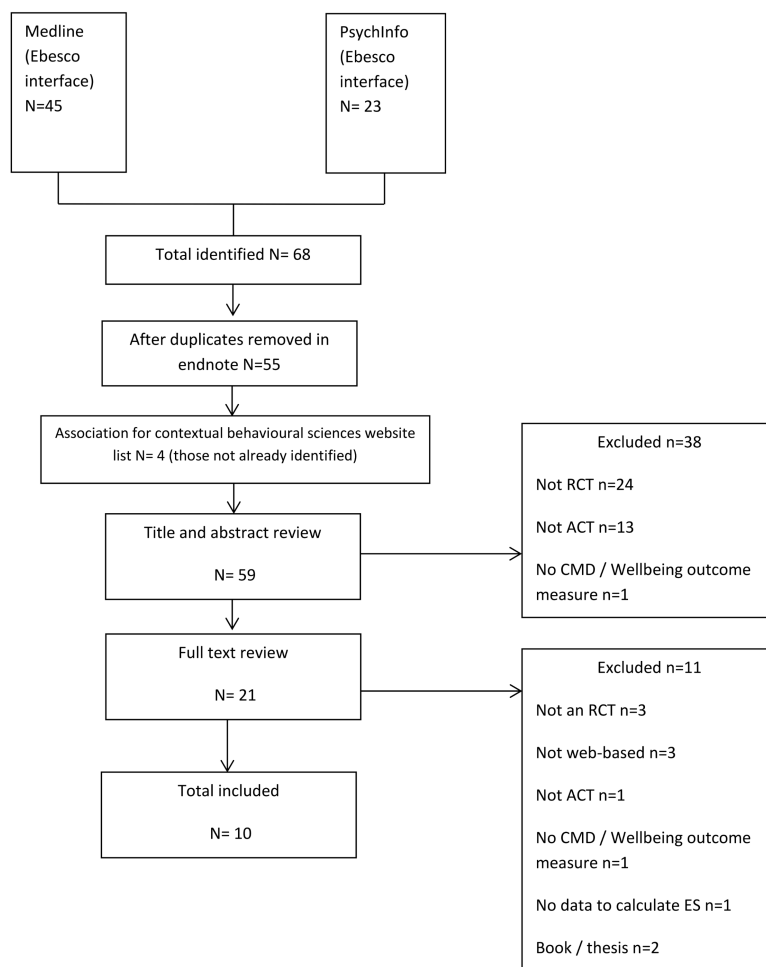 Medline
(Ebesco
interface)
N=45
PsychInfo
(Ebesco
interface)
N= 23
Total identified N= 68
After duplicates removed in
endnote N=55
Association for contextual behavioural sciences website
list N= 4 (those not already identified)
Title and abstract review
N= 59
Excluded n=38
Not RCT n=24
Not ACT n=13
No CMD / Wellbeing outcome
measure n=1
Full text review
N= 21
Excluded n=11
Not an RCT n=3
Not web-based n=3
Not ACT n=1
No CMD / Wellbeing outcome
measure n=1
No data to calculate ES n=1
Book / thesis n=2
Total included
N= 10